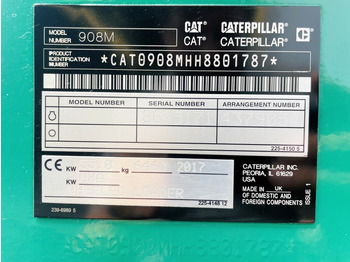 MODEL NUMBER 908M CAT® CATERPILLAR®
CAT® CATERPILLAR®
PRODUCT IDENTIFICATION NUMBER *CAT0908MHH8801787*
MODEL NUMBER SERIAL NUMBER ARRANGEMENT NUMBER
225-4150 5
CE KW kg 2017
KW
225-4148 12
239-6989 5
CATERPILLAR INC.
PEORIA, IL 61629
USA
MADE IN UK
OF DOMESTIC AND
FOREIGN COMPONENTS
ISSUE 1